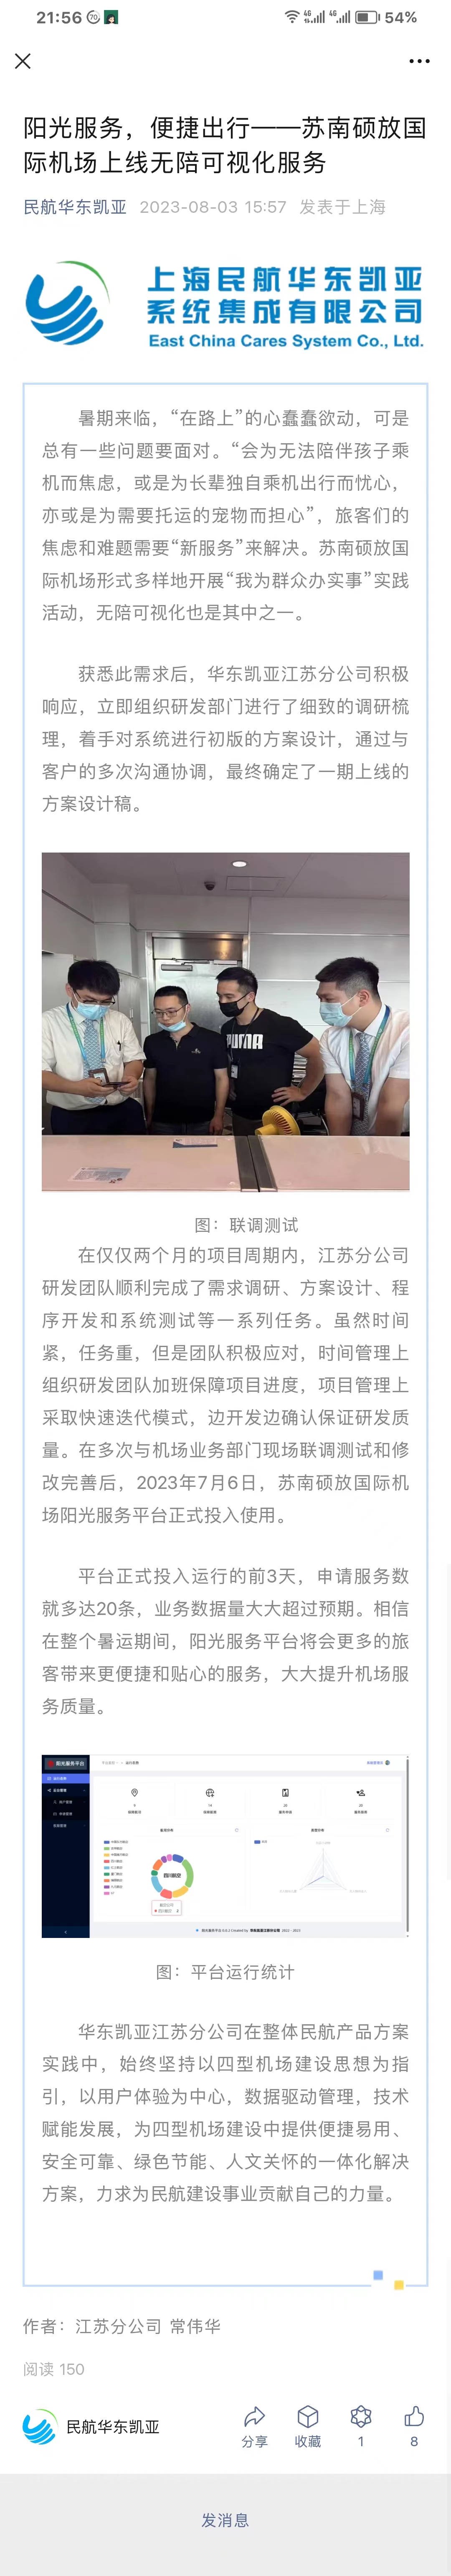 21:56
70
4G
4G
54%
阳光服务，便捷出行——苏南硕放国
际机场上线无陪可视化服务
民航华东凯亚 2023-08-03 15:57 发表于上海
上海民航华东凯亚
系统集成有限公司
East China Cares System Co., Ltd.
暑期来临，“在路上”的心蠢蠢欲动，可是
总有一些问题要面对。“会为无法陪伴孩子乘
机而焦虑，或是为长辈独自乘机出行而忧心，
亦或是为需要托运的宠物而担心”，旅客们的
焦虑和难题需要“新服务”来解决。苏南硕放国
际机场形式多样地开展“我为群众办实事”实践
活动，无陪可视化也是其中之一。
获悉此需求后，华东凯亚江苏分公司积极
响应，立即组织研发部门进行了细致的调研梳
理，着手对系统进行初版的方案设计，通过与
客户的多次沟通协调，最终确定了一期上线的
方案设计稿。
PUMA
图：联调测试
在仅仅两个月的项目周期内，江苏分公司
研发团队顺利完成了需求调研、方案设计、程
序开发和系统测试等一系列任务。虽然时间
紧，任务重，但是团队积极应对，时间管理上
组织研发团队加班保障项目进度，项目管理上
采取快速迭代模式，边开发边确认保证研发质
量。在多次与机场业务部门现场联调测试和修
改完善后，2023年7月6日，苏南硕放国际机
场阳光服务平台正式投入使用。
平台正式投入运行的前3天，申请服务数
就多达20条，业务数据量大大超过预期。相信
在整个暑运期间，阳光服务平台将会更多的旅
客带来更便捷和贴心的服务，大大提升机场服
务质量。
阳光服务平台
图：平台运行统计
华东凯亚江苏分公司在整体民航产品方案
实践中，始终坚持以四型机场建设思想为指
引，以用户体验为中心，数据驱动管理，技术
赋能发展，为四型机场建设中提供便捷易用、
安全可靠、绿色节能、人文关怀的一体化解决
方案，力求为民航建设事业贡献自己的力量。
作者：江苏分公司 常伟华
阅读 150
民航华东凯亚
分享 收藏 1 8
发消息